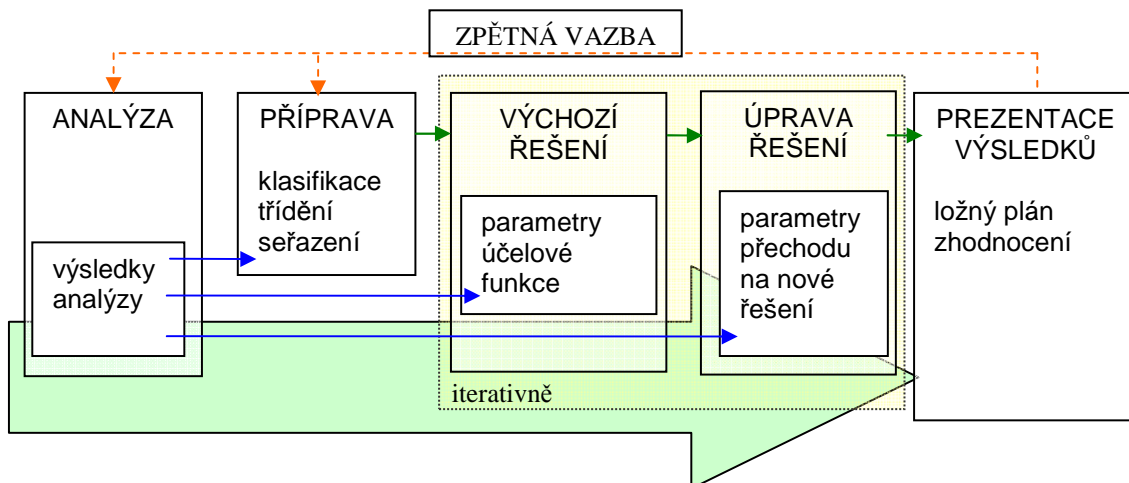 ZPĚTNÁ VAZBA
ANALÝZA
výsledky
analýzy
PŘÍPRAVA
klasifikace
třídění
seřazení
VÝCHOZÍ
ŘEŠENÍ
parametry
účelové
funkce
ÚPRAVA
ŘEŠENÍ
parametry
přechodu
na nové
řešení
iterativně
PREZENTACE
VÝSLEDKŮ
ložný plán
zhodnocení